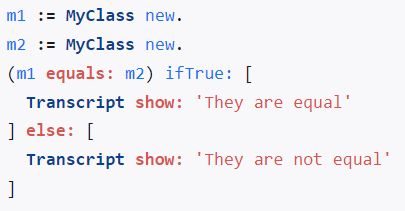 m1 := MyClass new.
m2 := MyClass new.
(m1 equals: m2) ifTrue: [
  Transcript show: 'They are equal'
] else: [
  Transcript show: 'They are not equal'
]